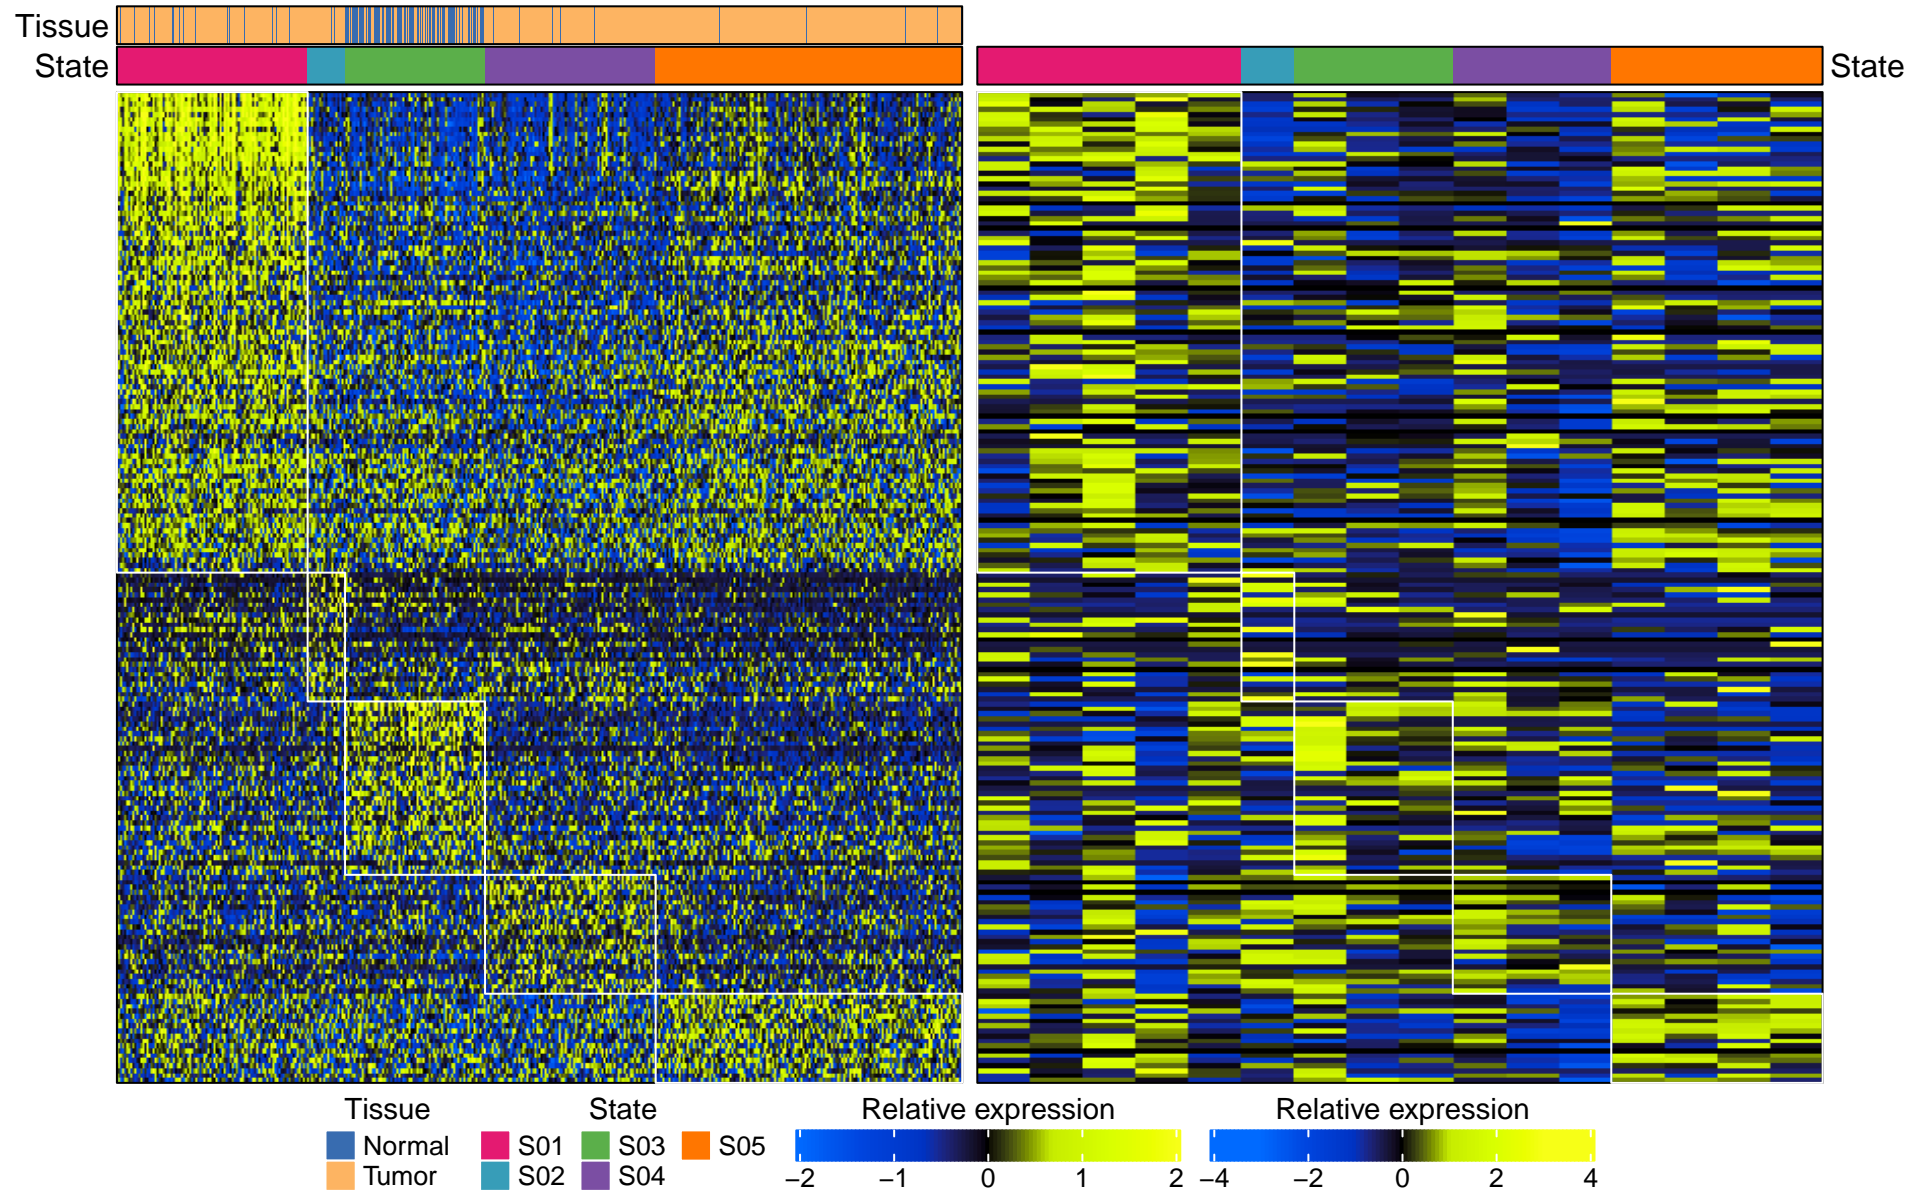 Tissue
State
State
Tissue State Relative expression Relative expression
Normal S01 S03 S05
Tumor S02 S04
−2 −1 0 1 2 −4 −2 0 2 4